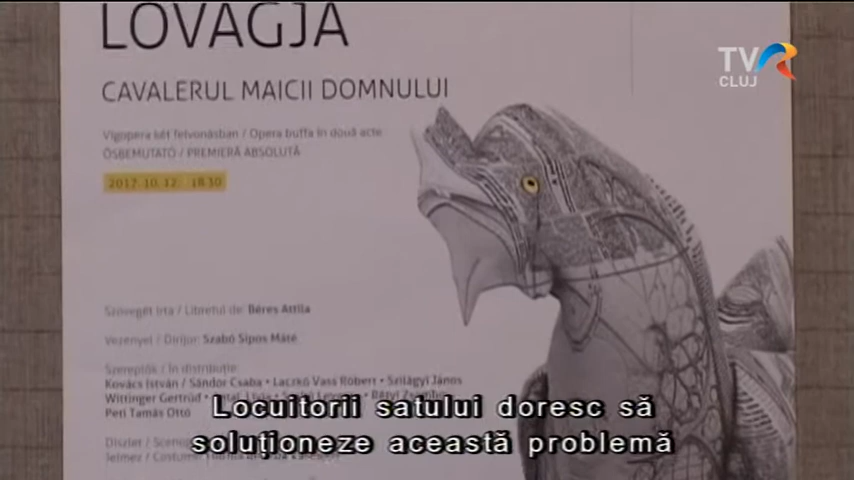 LOVAGJA
CAVALERUL MAICII DOMNULUI
Vígopera két felvonásban / Opera buffa în două acte
ŐSBEMUTATÓ / PREMIERĂ ABSOLUTĂ
2017. 10. 12. 18.30
Szövegét írta / Libretul de: Béres Attila
Vezényel / Dirijor: Szabó Sipos Máté
Szereplők / În distribuție:
Kovács István / Sándor Csaba • Laczkó Vass Róbert • Szilágyi János
Wittinger Gertrúd
Peti Tamás Ottó
Díszlet
Jelmez
Locuitorii satului doresc să
soluționeze această problemă
TVR
CLUJ